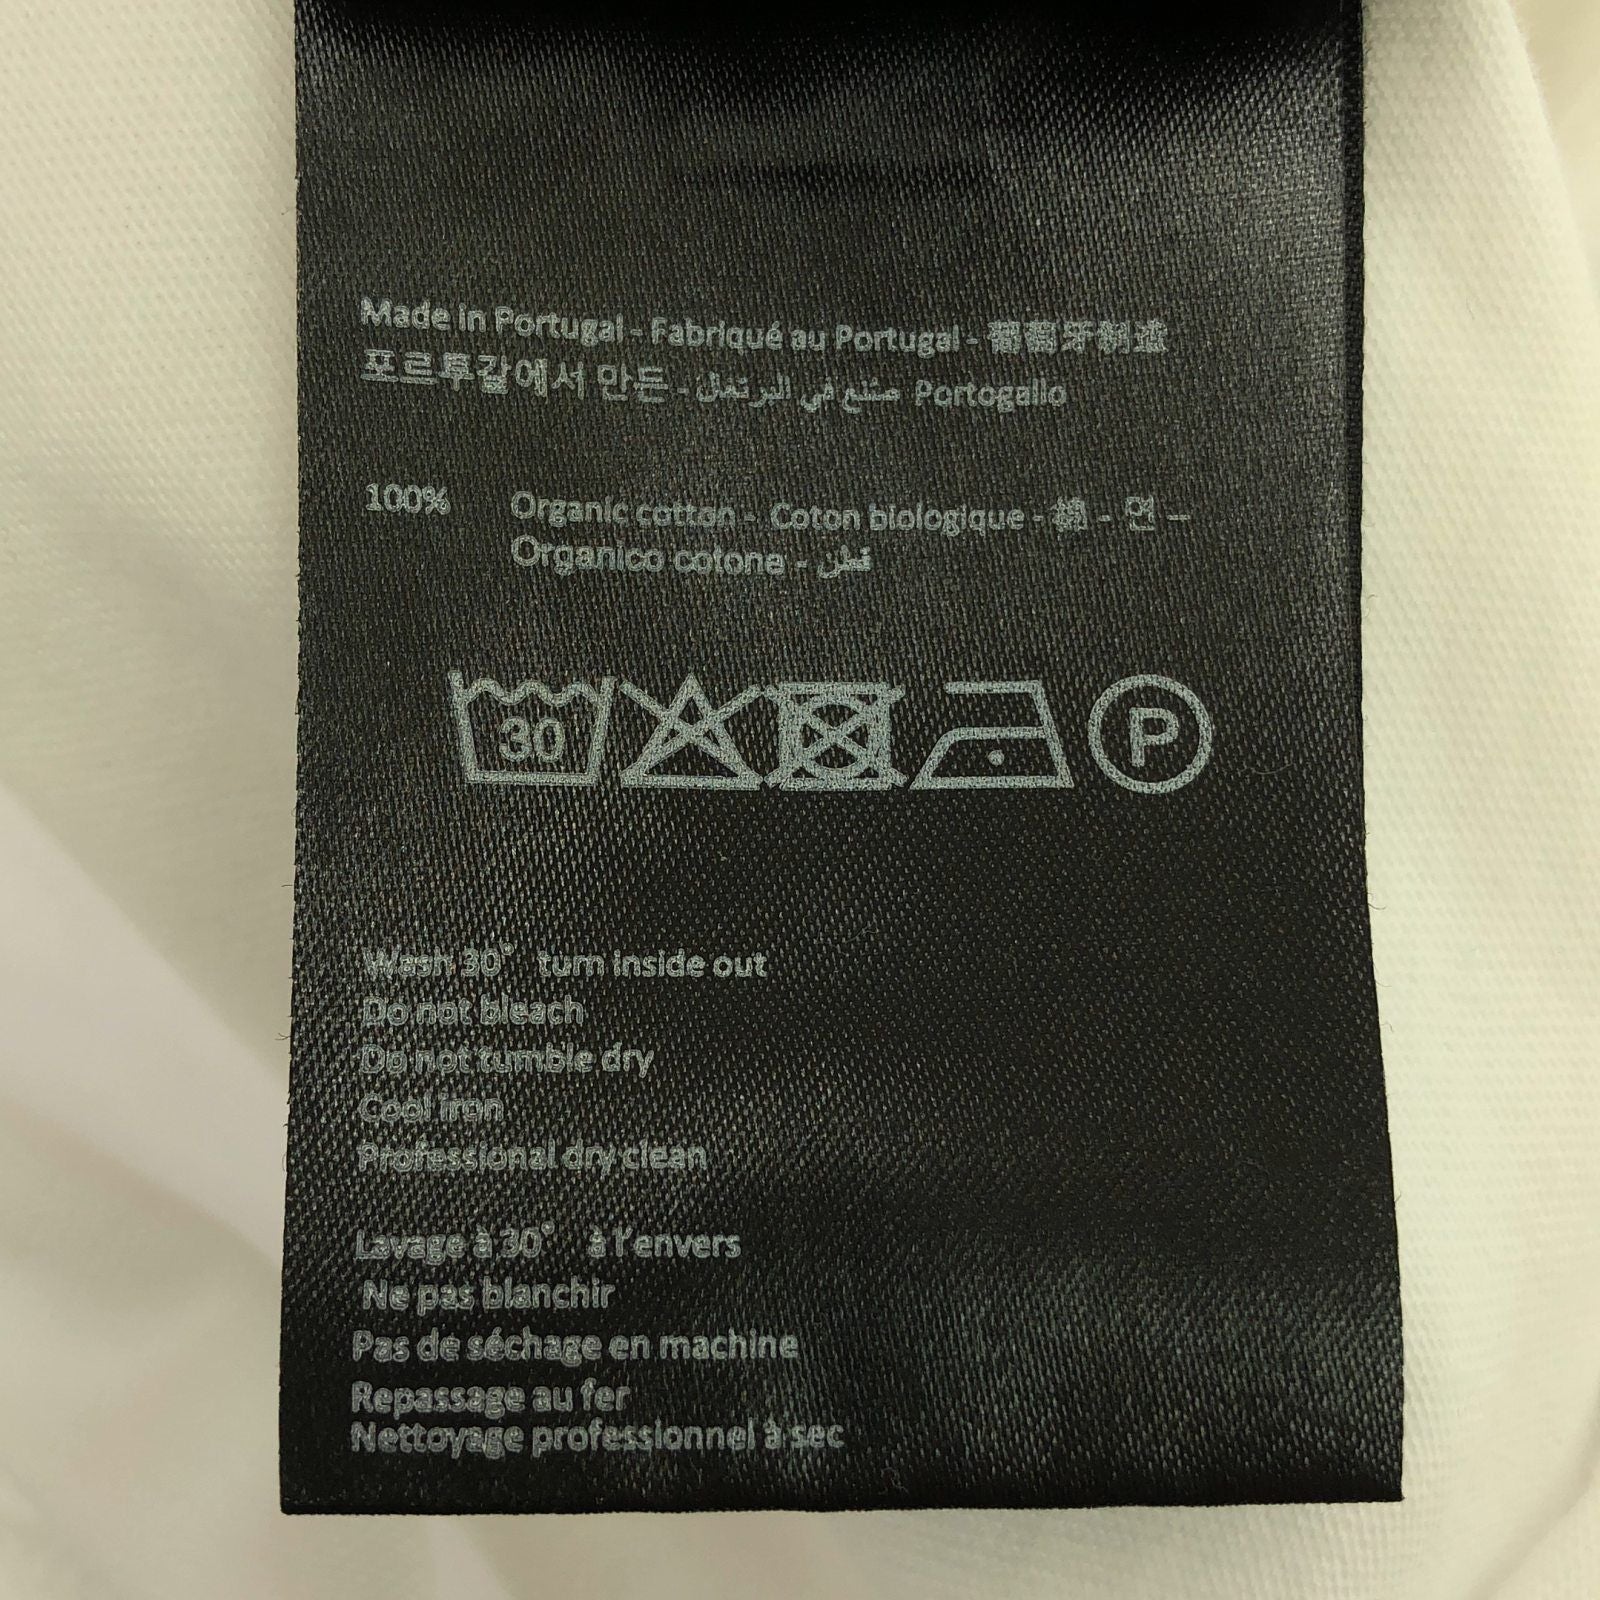 Made in Portugal - Fabriqué au Portugal - 葡萄牙制造
포르투갈에서 만든 - صنع في البرتغال Portogallo
100% Organic cotton - Coton biologique - 棉 - 면 –
Organico cotone - قطن
30 P
Wash 30° turn inside out
Do not bleach
Do not tumble dry
Cool iron
Professional dry clean
Lavage à 30° à l'envers
Ne pas blanchir
Pas de séchage en machine
Repassage au fer
Nettoyage professionnel à sec